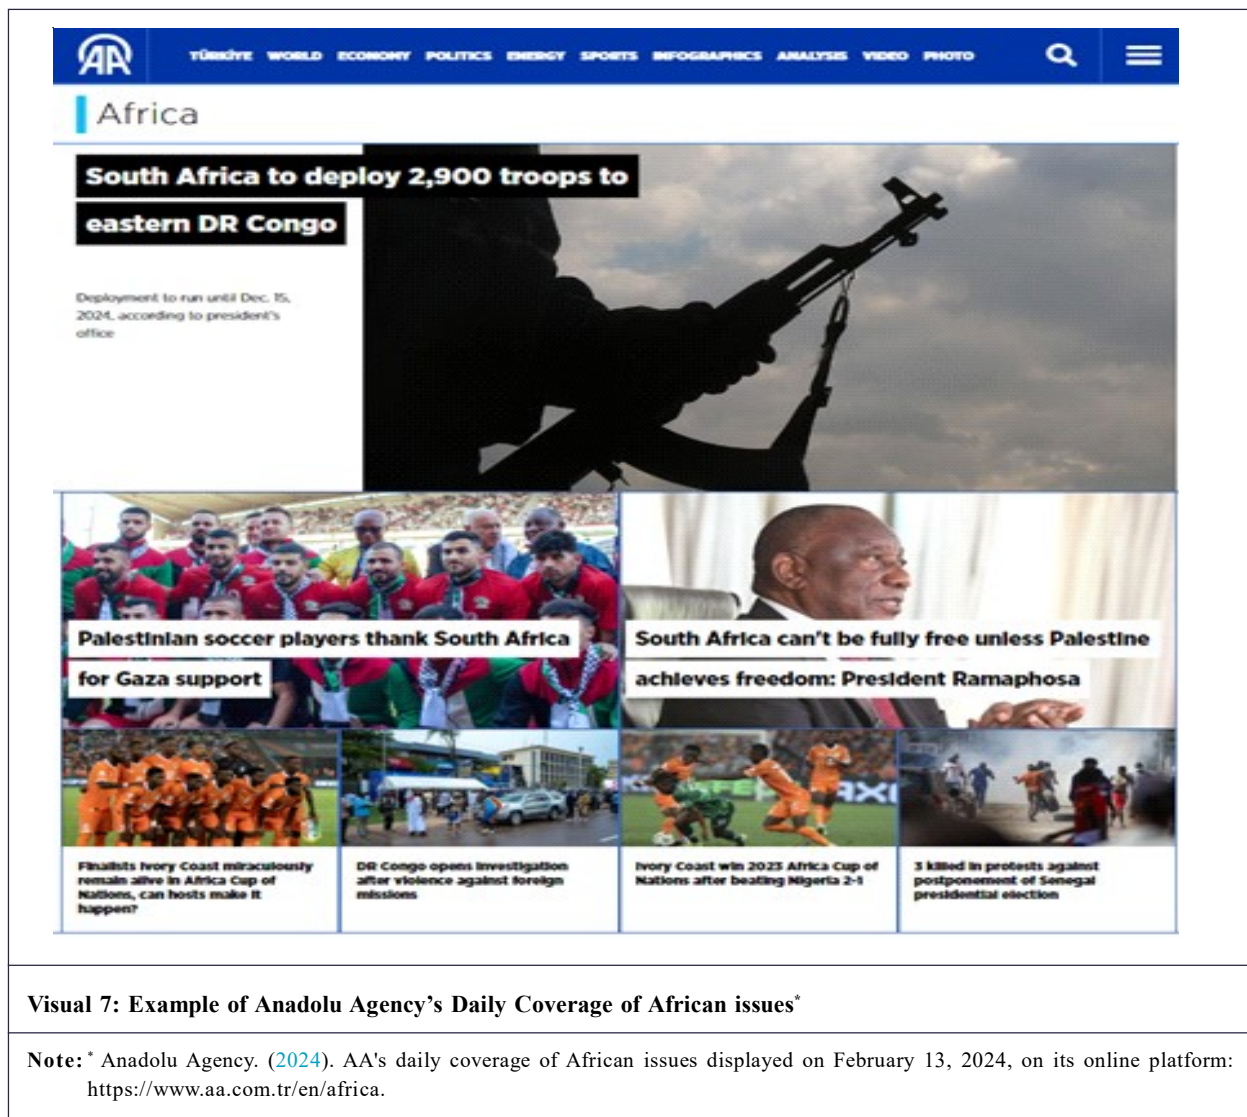 AA
TÜRKİYE WORLD ECONOMY POLITICS ENERGY SPORTS INFOGRAPHICS ANALYSIS VIDEO PHOTO
Africa
South Africa to deploy 2,900 troops to
eastern DR Congo
Deployment to run until Dec. 15,
2024, according to president's
office
Palestinian soccer players thank South Africa
for Gaza support
South Africa can't be fully free unless Palestine
achieves freedom: President Ramaphosa
Finalists Ivory Coast miraculously
remain alive in Africa Cup of
Nations, can hosts make it
happen?
DR Congo opens investigation
after violence against foreign
missions
Ivory Coast win 2023 Africa Cup of
Nations after beating Nigeria 2-1
3 killed in protests against
postponement of Senegal
presidential election
Visual 7: Example of Anadolu Agency's Daily Coverage of African issues*
Note: * Anadolu Agency. (2024). AA's daily coverage of African issues displayed on February 13, 2024, on its online platform:
https://www.aa.com.tr/en/africa.